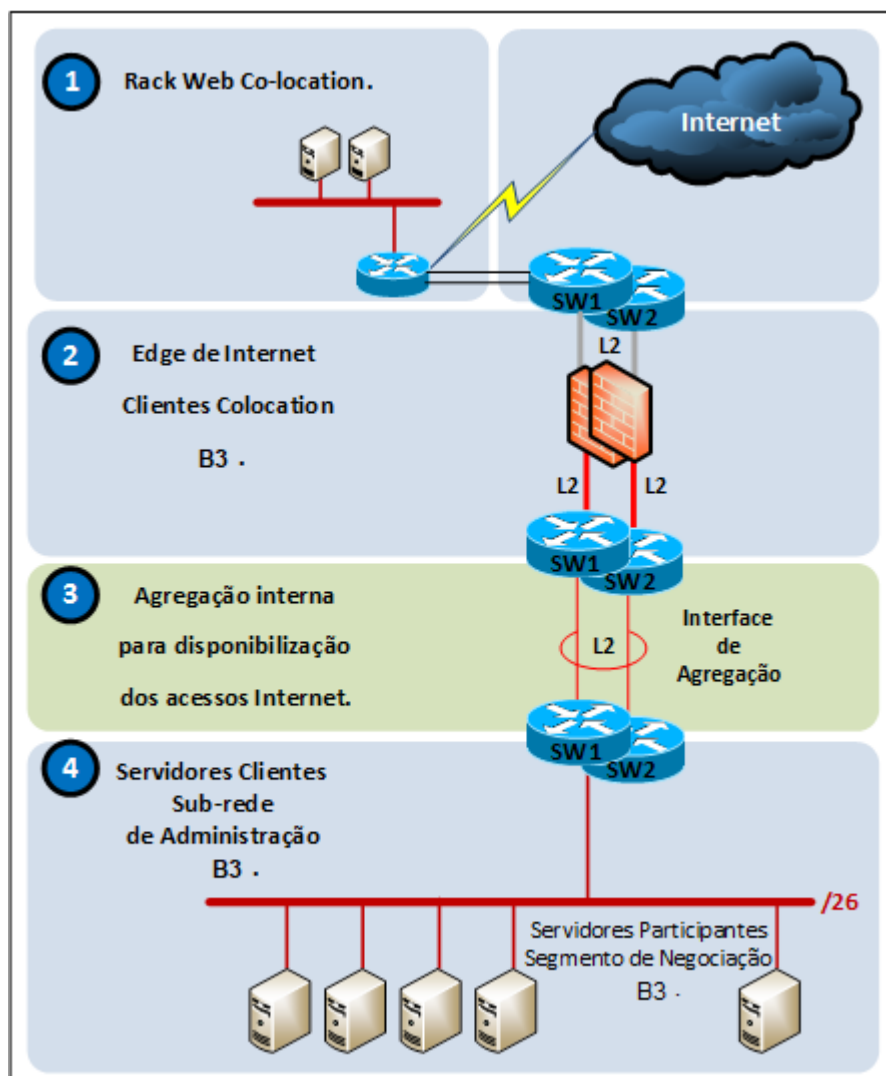 1
Rack Web Co-location.
Internet
SW1
SW2
2
Edge de Internet
Clientes Colocation
B3 .
L2
L2
L2
SW1
SW2
3
Agregação interna
para disponibilização
dos acessos Internet.
L2
Interface
de
Agregação
SW1
SW2
4
Servidores Clientes
Sub-rede
de Administração
B3 .
/26
Servidores Participantes
Segmento de Negociação
B3 .